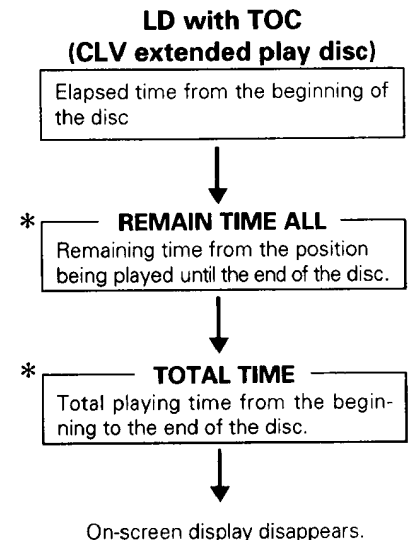 LD with TOC
(CLV extended play disc)
Elapsed time from the beginning of
the disc
* REMAIN TIME ALL
Remaining time from the position
being played until the end of the disc.
* TOTAL TIME
Total playing time from the begin-
ning to the end of the disc.
On-screen display disappears.